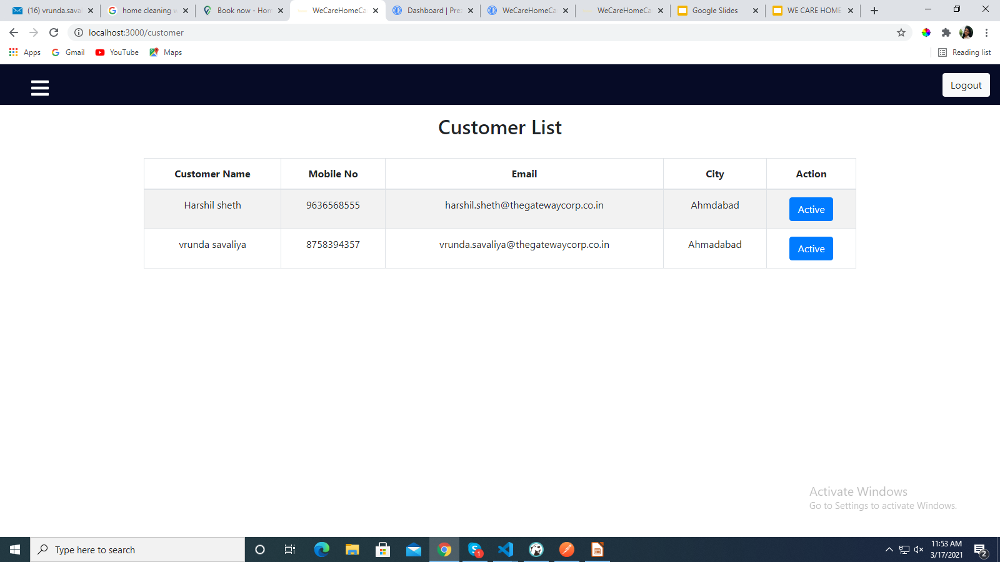 (16) vrunda.saval
home cleaning w
Book now - Hom
WeCareHomeCa
Dashboard | Prez
WeCareHomeCa
WeCareHomeCa
Google Slides
WE CARE HOME
localhost:3000/customer
Apps Gmail YouTube Maps Reading list
Logout
Customer List
Customer Name Mobile No Email City Action
Harshil sheth 9636568555 harshil.sheth@thegatewaycorp.co.in Ahmdabad Active
vrunda savaliya 8758394357 vrunda.savaliya@thegatewaycorp.co.in Ahmadabad Active
Activate Windows
Go to Settings to activate Windows.
Type here to search
1
11:53 AM
3/17/2021
2